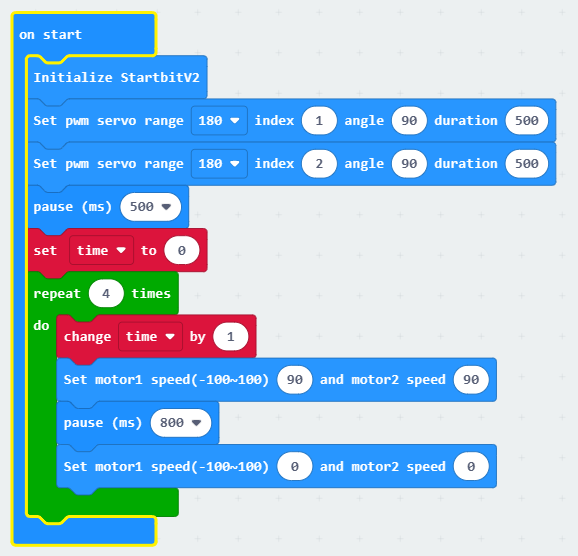 on start
Initialize StartbitV2
Set pwm servo range 180 index 1 angle 90 duration 500
Set pwm servo range 180 index 2 angle 90 duration 500
pause (ms) 500
set time to 0
repeat 4 times
do
change time by 1
Set motor1 speed(-100~100) 90 and motor2 speed 90
pause (ms) 800
Set motor1 speed(-100~100) 0 and motor2 speed 0